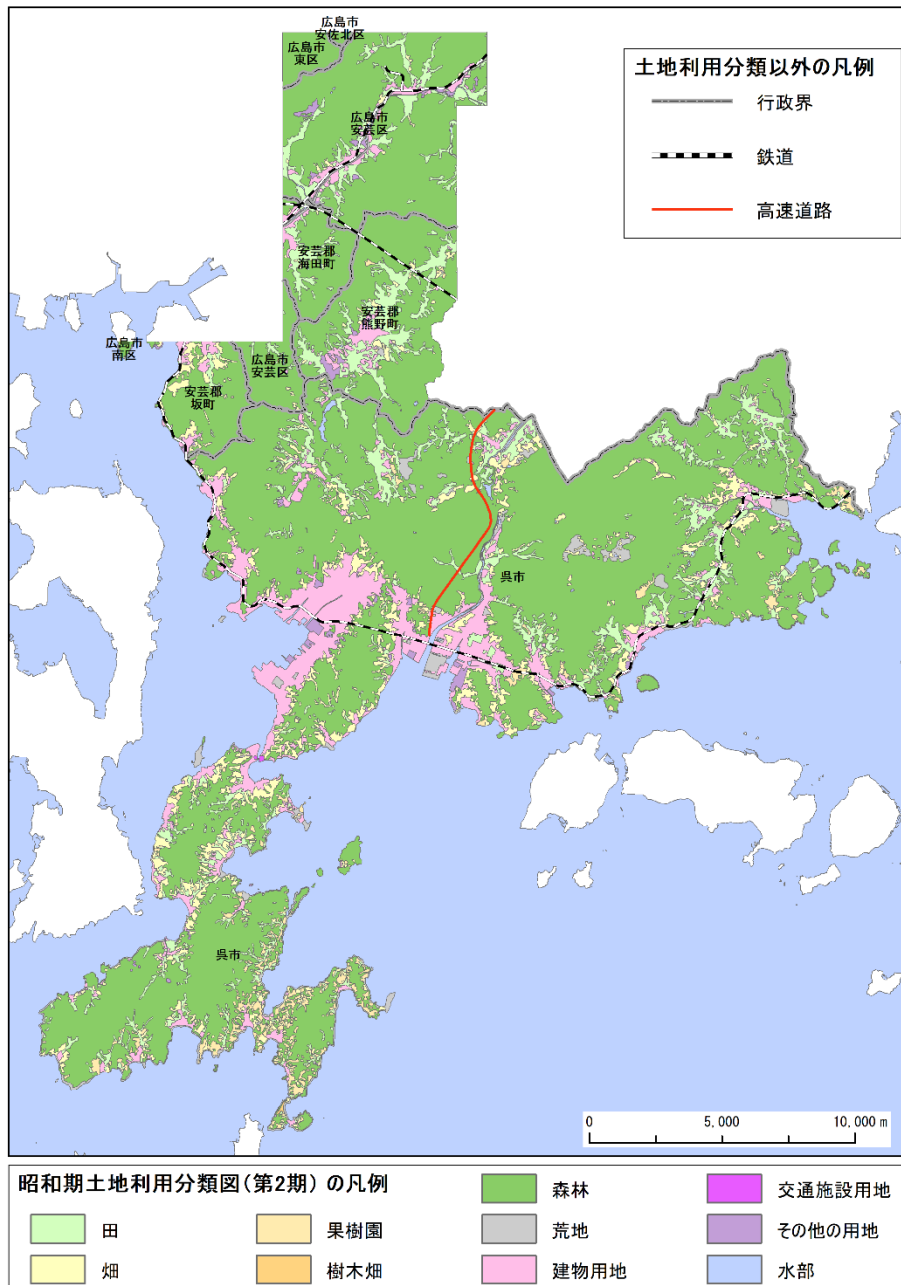 広島市
安佐北区
広島市
東区
土地利用分類以外の凡例
行政界
鉄道
高速道路
広島市
安芸区
安芸郡
海田町
安芸郡
熊野町
広島市
南区
広島市
安芸区
安芸郡
坂町
呉市
呉市
0 5,000 10,000 m
昭和期土地利用分類図(第2期) の凡例
田
畑
果樹園
樹木畑
森林
荒地
建物用地
交通施設用地
その他の用地
水部